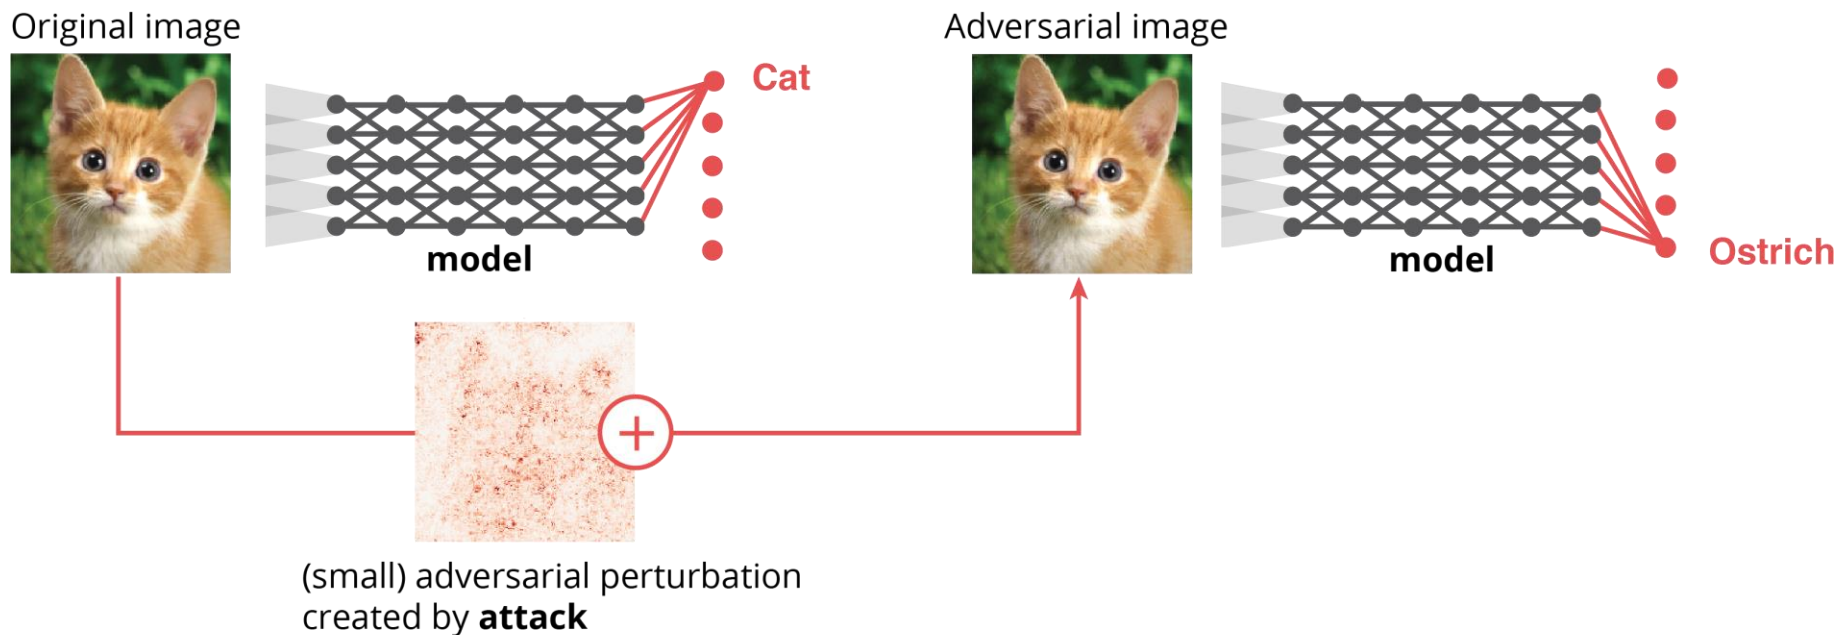 Original image
Cat
model
Adversarial image
model
Ostrich
(small) adversarial perturbation
created by attack